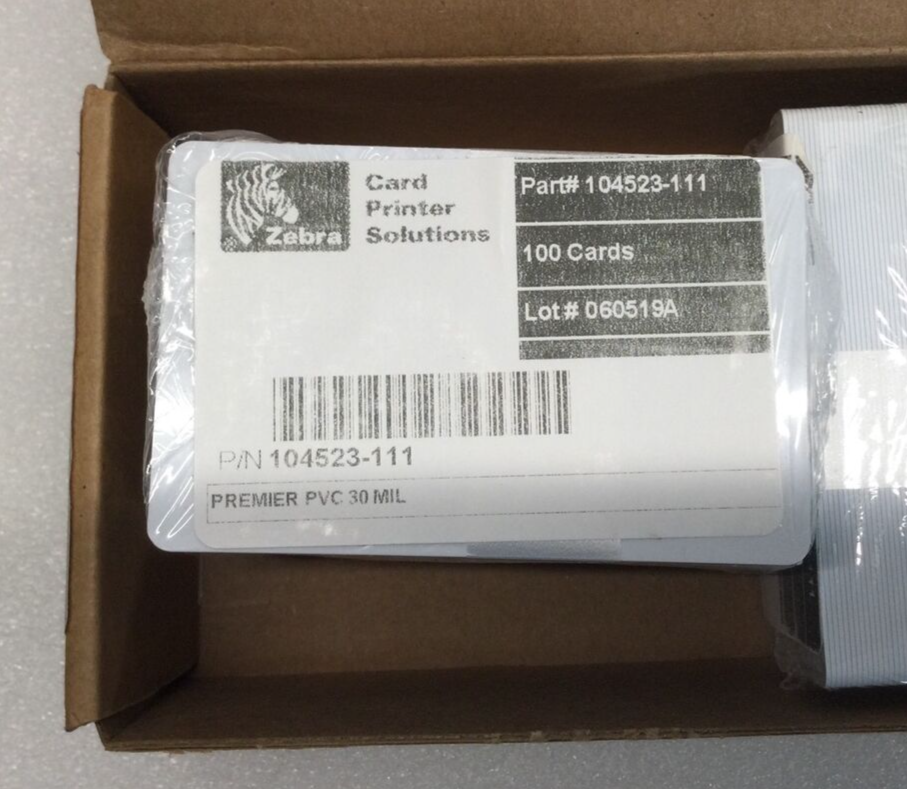 Zebra
Card
Printer
Solutions
Part# 104523-111
100 Cards
Lot# 060519A
P/N 104523-111
PREMIER PVC 30 MIL